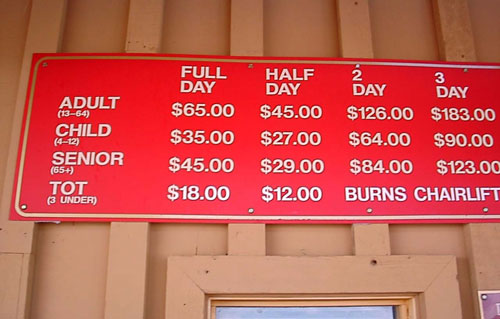 FULL DAY HALF DAY 2 DAY 3 DAY
ADULT $65.00 $45.00 $126.00 $183.00
(13-64)
CHILD $35.00 $27.00 $64.00 $90.00
(4-12)
SENIOR $45.00 $29.00 $84.00 $123.00
(65+)
TOT $18.00 $12.00 BURNS CHAIRLIFT
(3 UNDER)